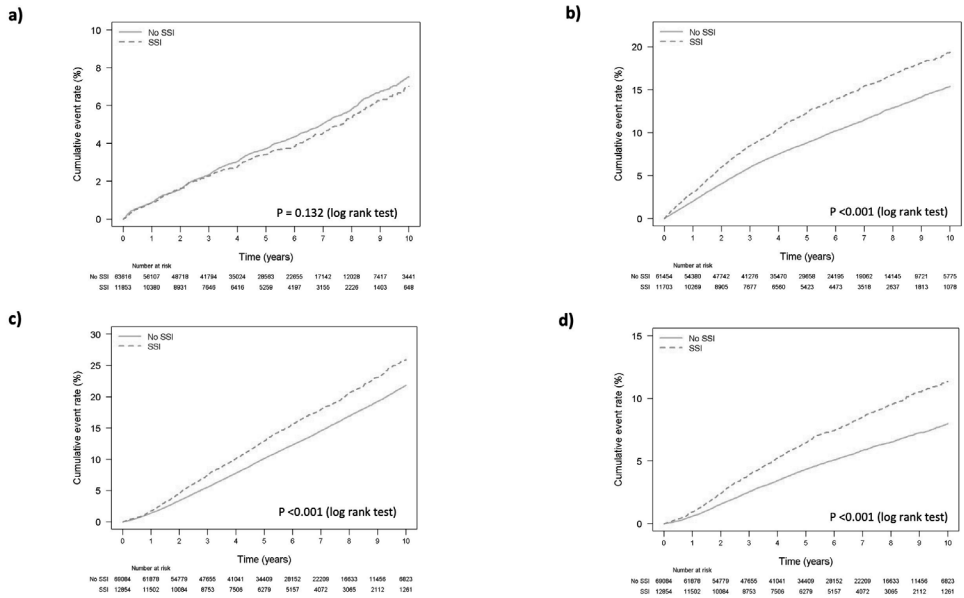 a)
No SSI
SSI
Cumulative event rate (%)
10
8
6
4
2
0
P = 0.132 (log rank test)
0 1 2 3 4 5 6 7 8 9 10
Time (years)
Number at risk
No SSI 63616 56107 48718 41794 35024 28563 22655 17142 12028 7417 3441
SSI 11853 10380 8931 7646 6416 5259 4197 3155 2226 1403 648
b)
No SSI
SSI
Cumulative event rate (%)
20
15
10
5
0
P <0.001 (log rank test)
0 1 2 3 4 5 6 7 8 9 10
Time (years)
Number at risk
No SSI 61454 54380 47742 41276 35470 29658 24195 19062 14145 9721 5775
SSI 11703 10269 8905 7677 6560 5423 4473 3518 2637 1813 1078
c)
No SSI
SSI
Cumulative event rate (%)
30
25
20
15
10
5
0
P <0.001 (log rank test)
0 1 2 3 4 5 6 7 8 9 10
Time (years)
Number at risk
No SSI 69084 61878 54779 47655 41041 34409 28152 22209 16633 11456 6823
SSI 12854 11502 10084 8753 7506 6279 5157 4072 3065 2112 1261
d)
No SSI
SSI
Cumulative event rate (%)
15
10
5
0
P <0.001 (log rank test)
0 1 2 3 4 5 6 7 8 9 10
Time (years)
Number at risk
No SSI 69084 61878 54779 47655 41041 34409 28152 22209 16633 11456 6823
SSI 12854 11502 10084 8753 7506 6279 5157 4072 3065 2112 1261